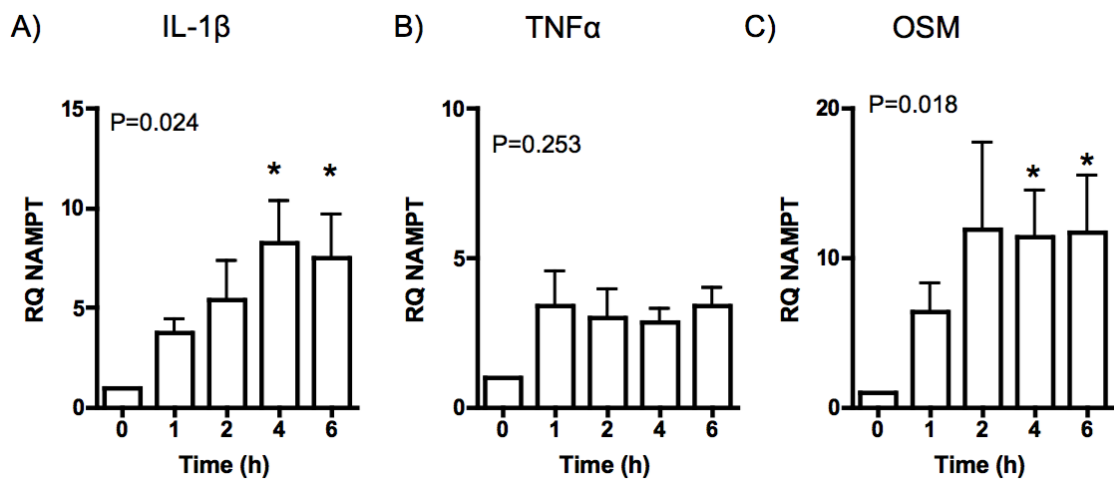 A) IL-1β
15
P=0.024
* *
10
5
0
RQ NAMPT
0 1 2 4 6
Time (h)
B) TNFα
10
P=0.253
5
0
RQ NAMPT
0 1 2 4 6
Time (h)
C) OSM
20
P=0.018
* *
10
0
RQ NAMPT
0 1 2 4 6
Time (h)